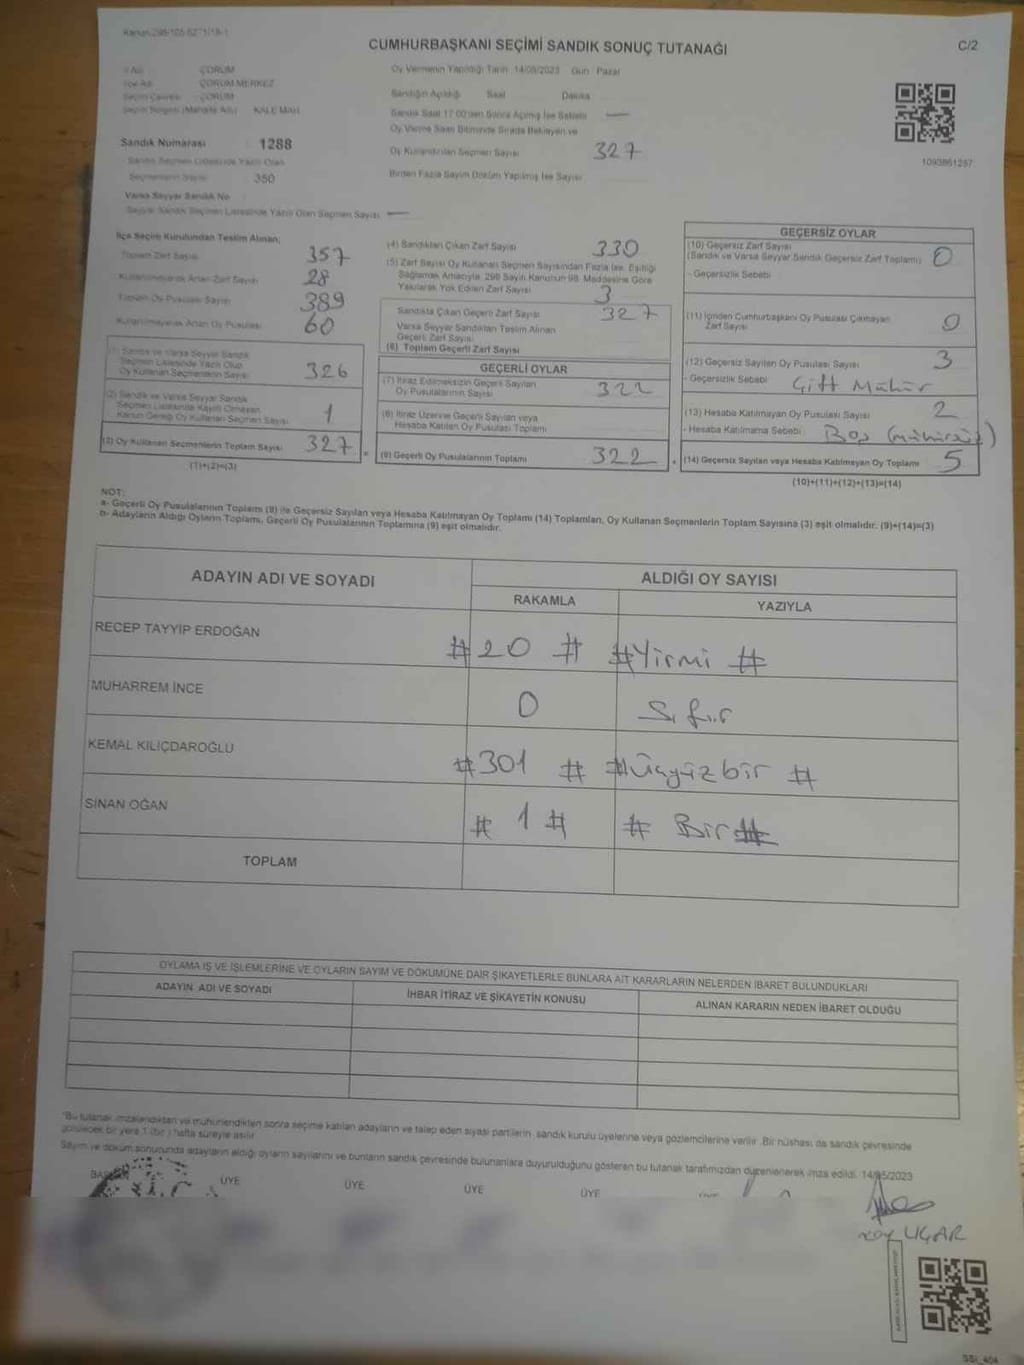 Kanun:298/105-6271/18-1
CUMHURBAŞKANI SEÇİMİ SANDIK SONUÇ TUTANAĞI
C/2
İl Adı ÇORUM
İlçe Adı ÇORUM MERKEZ
Seçim Çevresi ÇORUM
Seçim Bölgesi (Mahalle Adı) KALE MAH.
Sandık Numarası 1288
Sandık Seçmen Listesinde Yazılı Olan
Seçmenlerin Sayısı 350
Varsa Seyyar Sandık No
Seyyar Sandık Seçmen Listesinde Yazılı Olan Seçmen Sayısı —
Oy Vermenin Yapıldığı Tarih 14/05/2023 Gün Pazar
Sandığın Açıldığı Saat Dakika
Sandık Saat 17:00'den Sonra Açılmış İse Sebebi —
Oy Verme Saati Bitiminde Sırada Bekleyen ve
Oy Kullandırılan Seçmen Sayısı 327
Birden Fazla Sayım Döküm Yapılmış İse Sayısı
1093861257
İlçe Seçim Kurulundan Teslim Alınan;
Toplam Zarf Sayısı 357
Kullanılmayarak Artan Zarf Sayısı 28
Toplam Oy Pusulası Sayısı 389
Kullanılmayarak Artan Oy Pusulası 60
(1) Sandık ve Varsa Seyyar Sandık
Seçmen Listesinde Yazılı Olup
Oy Kullanan Seçmenlerin Sayısı 326
(2) Sandık ve Varsa Seyyar Sandık
Seçmen Listesinde Kayıtlı Olmayan
Kanun Gereği Oy Kullanan Seçmen Sayısı 1
(3) Oy Kullanan Seçmenlerin Toplam Sayısı 327
(1)+(2)=(3)
(4) Sandıktan Çıkan Zarf Sayısı 330
(5) Zarf Sayısı Oy Kullanan Seçmen Sayısından Fazla İse, Eşitliği
Sağlamak Amacıyla, 298 Sayılı Kanunun 98. Maddesine Göre
Yakılarak Yok Edilen Zarf Sayısı 3
Sandıkta Çıkan Geçerli Zarf Sayısı 327
Varsa Seyyar Sandıktan Teslim Alınan
Geçerli Zarf Sayısı
(6) Toplam Geçerli Zarf Sayısı
GEÇERLİ OYLAR
(7) İtiraz Edilmeksizin Geçerli Sayılan
Oy Pusulalarının Sayısı 322
(8) İtiraz Üzerine Geçerli Sayılan veya
Hesaba Katılan Oy Pusulası Toplamı
(9) Geçerli Oy Pusulalarının Toplamı 322
GEÇERSİZ OYLAR
(10) Geçersiz Zarf Sayısı
(Sandık ve Varsa Seyyar Sandık Geçersiz Zarf Toplamı) 0
- Geçersizlik Sebebi
(11) İçinden Cumhurbaşkanı Oy Pusulası Çıkmayan
Zarf Sayısı 0
(12) Geçersiz Sayılan Oy Pusulası Sayısı 3
- Geçersizlik Sebebi Çift Mühür
(13) Hesaba Katılmayan Oy Pusulası Sayısı 2
- Hesaba Katılmama Sebebi Boş (mühürsüz)
(14) Geçersiz Sayılan veya Hesaba Katılmayan Oy Toplamı 5
(10)+(11)+(12)+(13)=(14)
NOT:
a- Geçerli Oy Pusulalarının Toplamı (9) ile Geçersiz Sayılan veya Hesaba Katılmayan Oy Toplamı (14) Toplamları, Oy Kullanan Seçmenlerin Toplam Sayısına (3) eşit olmalıdır. (9)+(14)=(3)
b- Adayların Aldığı Oyların Toplamı, Geçerli Oy Pusulalarının Toplamına (9) eşit olmalıdır.
ADAYIN ADI VE SOYADI ALDIĞI OY SAYISI
RAKAMLA YAZIYLA
RECEP TAYYIP ERDOĞAN #20 # #Yirmi #
MUHARREM İNCE 0 Sıfır
KEMAL KILIÇDAROĞLU #301 # #Üçyüzbir #
SİNAN OĞAN # 1 # # Bir#
TOPLAM
OYLAMA İŞ VE İŞLEMLERİNE VE OYLARIN SAYIM VE DÖKÜMÜNE DAİR ŞİKAYETLERLE BUNLARA AİT KARARLARIN NELERDEN İBARET BULUNDUKLARI
ADAYIN ADI VE SOYADI İHBAR İTİRAZ VE ŞİKAYETİN KONUSU ALINAN KARARIN NEDEN İBARET OLDUĞU
*Bu tutanak imzalandıktan ve mühürlendikten sonra seçime katılan adayların ve talep eden siyasi partilerin, sandık kurulu üyelerine veya gözlemcilerine verilir. Bir nüshası da sandık çevresinde
görülecek bir yere 1 (bir) hafta süreyle asılır.
Sayım ve döküm sonucunda adayların aldığı oyların sayılarını ve bunların sandık çevresinde bulunanlara duyurulduğunu gösteren bu tutanak tarafımızdan düzenlenerek imza edildi. 14/05/2023
BAŞKAN ÜYE ÜYE ÜYE ÜYE
UÇAR